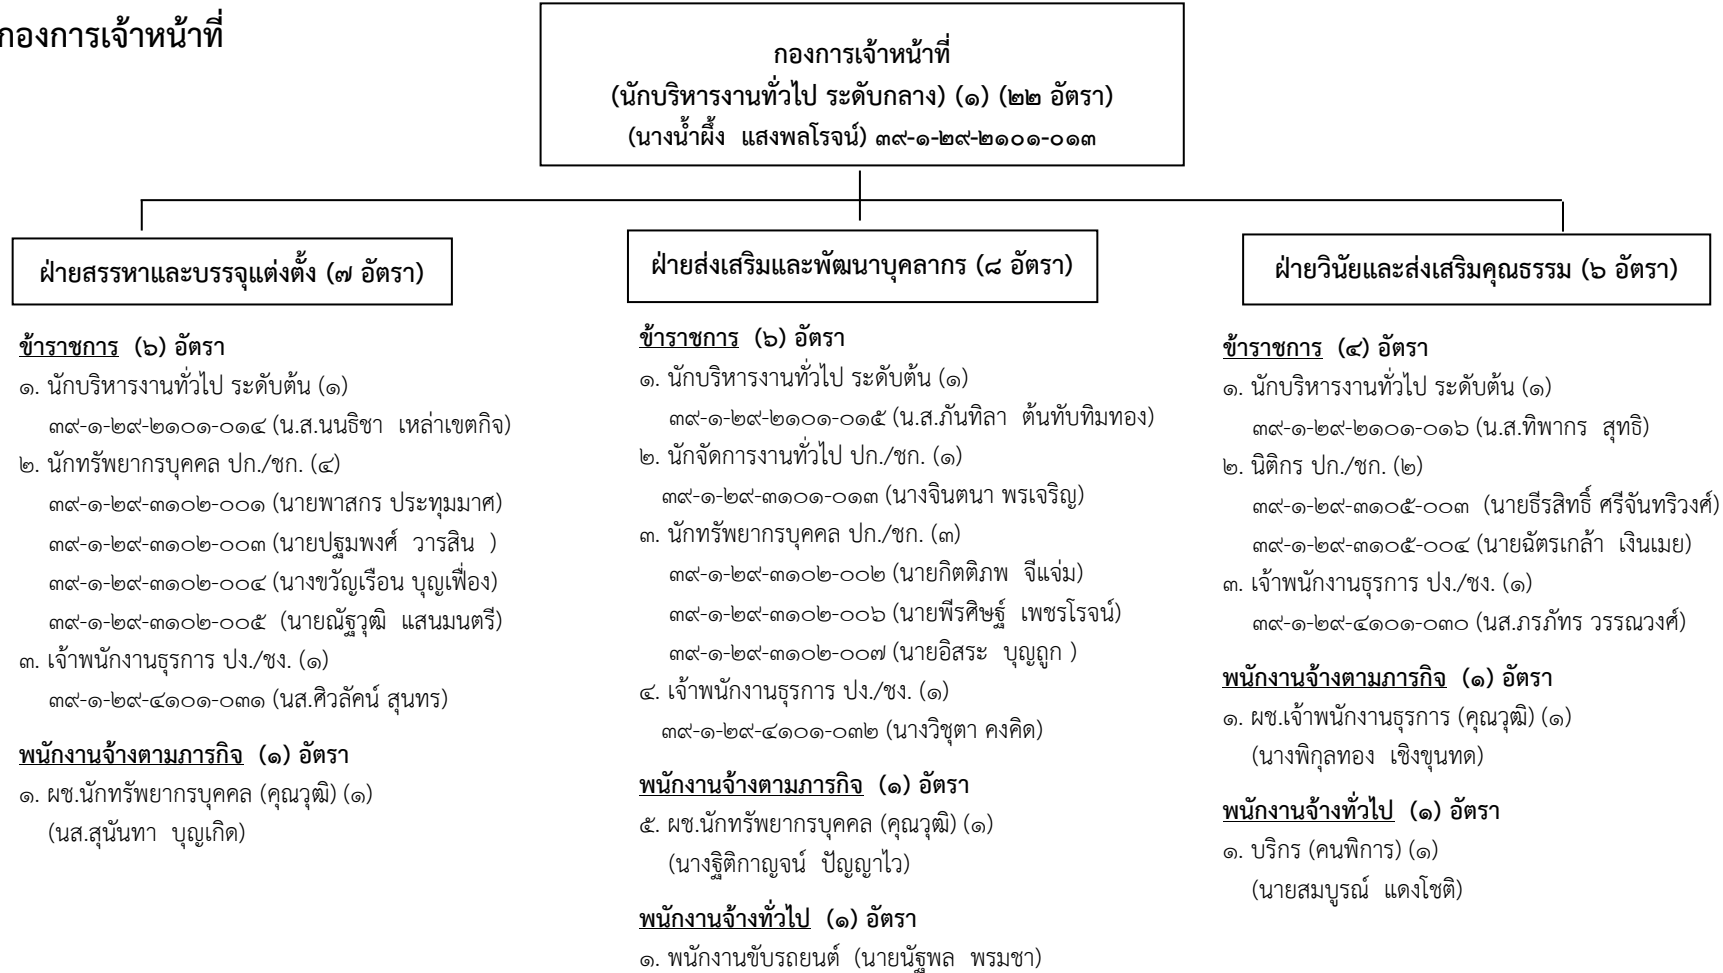 กองการเจ้าหน้าที่
กองการเจ้าหน้าที่
(นักบริหารงานทั่วไป ระดับกลาง) (๑) (๒๒ อัตรา)
(นางน้ำผึ้ง แสงพลโรจน์) ๓๙-๑-๒๙-๒๑๐๑-๐๑๓
ฝ่ายสรรหาและบรรจุแต่งตั้ง (๗ อัตรา)
ข้าราชการ (๖) อัตรา
๑. นักบริหารงานทั่วไป ระดับต้น (๑)
๓๙-๑-๒๙-๒๑๐๑-๐๑๔ (น.ส.นนธิชา เหล่าเขตกิจ)
๒. นักทรัพยากรบุคคล ปก./ชก. (๔)
๓๙-๑-๒๙-๓๑๐๒-๐๐๑ (นายพาสกร ประทุมมาศ)
๓๙-๑-๒๙-๓๑๐๒-๐๐๓ (นายปฐมพงศ์ วารสิน )
๓๙-๑-๒๙-๓๑๐๒-๐๐๔ (นางขวัญเรือน บุญเฟื่อง)
๓๙-๑-๒๙-๓๑๐๒-๐๐๕ (นายณัฐวุฒิ แสนมนตรี)
๓. เจ้าพนักงานธุรการ ปง./ชง. (๑)
๓๙-๑-๒๙-๔๑๐๑-๐๓๑ (นส.ศิวลัคน์ สุนทร)
พนักงานจ้างตามภารกิจ (๑) อัตรา
๑. ผช.นักทรัพยากรบุคคล (คุณวุฒิ) (๑)
(นส.สุนันทา บุญเกิด)
ฝ่ายส่งเสริมและพัฒนาบุคลากร (๘ อัตรา)
ข้าราชการ (๖) อัตรา
๑. นักบริหารงานทั่วไป ระดับต้น (๑)
๓๙-๑-๒๙-๒๑๐๑-๐๑๕ (น.ส.ภันทิลา ต้นทับทิมทอง)
๒. นักจัดการงานทั่วไป ปก./ชก. (๑)
๓๙-๑-๒๙-๓๑๐๑-๐๑๓ (นางจินตนา พรเจริญ)
๓. นักทรัพยากรบุคคล ปก./ชก. (๓)
๓๙-๑-๒๙-๓๑๐๒-๐๐๒ (นายกิตติภพ จีแจ่ม)
๓๙-๑-๒๙-๓๑๐๒-๐๐๖ (นายพีรศิษฐ์ เพชรโรจน์)
๓๙-๑-๒๙-๓๑๐๒-๐๐๗ (นายอิสระ บุญถูก )
๔. เจ้าพนักงานธุรการ ปง./ชง. (๑)
๓๙-๑-๒๙-๔๑๐๑-๐๓๒ (นางวิชุตา คงคิด)
พนักงานจ้างตามภารกิจ (๑) อัตรา
๕. ผช.นักทรัพยากรบุคคล (คุณวุฒิ) (๑)
(นางฐิติกาญจน์ ปัญญาไว)
พนักงานจ้างทั่วไป (๑) อัตรา
๑. พนักงานขับรถยนต์ (นายนัฐพล พรมชา)
ฝ่ายวินัยและส่งเสริมคุณธรรม (๖ อัตรา)
ข้าราชการ (๔) อัตรา
๑. นักบริหารงานทั่วไป ระดับต้น (๑)
๓๙-๑-๒๙-๒๑๐๑-๐๑๖ (น.ส.ทิพากร สุทธิ)
๒. นิติกร ปก./ชก. (๒)
๓๙-๑-๒๙-๓๑๐๕-๐๐๓ (นายธีรสิทธิ์ ศรีจันทริวงศ์)
๓๙-๑-๒๙-๓๑๐๕-๐๐๔ (นายฉัตรเกล้า เงินเมย)
๓. เจ้าพนักงานธุรการ ปง./ชง. (๑)
๓๙-๑-๒๙-๔๑๐๑-๐๓๐ (นส.ภรภัทร วรรณวงศ์)
พนักงานจ้างตามภารกิจ (๑) อัตรา
๑. ผช.เจ้าพนักงานธุรการ (คุณวุฒิ) (๑)
(นางพิกุลทอง เชิงขุนทด)
พนักงานจ้างทั่วไป (๑) อัตรา
๑. บริกร (คนพิการ) (๑)
(นายสมบูรณ์ แดงโชติ)